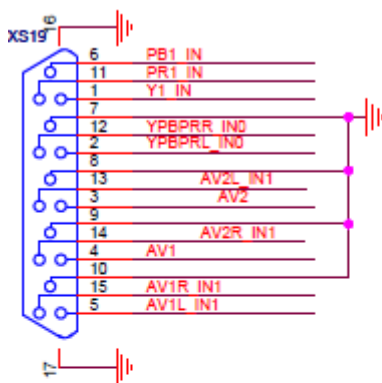 16
XS19
6 PB1_IN
11 PR1_IN
1 Y1_IN
7
12 YPBPRR_IN0
2 YPBPRL_IN0
8
13 AV2L_IN1
3 AV2
9
14 AV2R_IN1
4 AV1
10
15 AV1R_IN1
5 AV1L_IN1
17